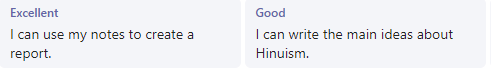 Excellent
I can use my notes to create a
report.
Good
I can write the main ideas about
Hinuism.